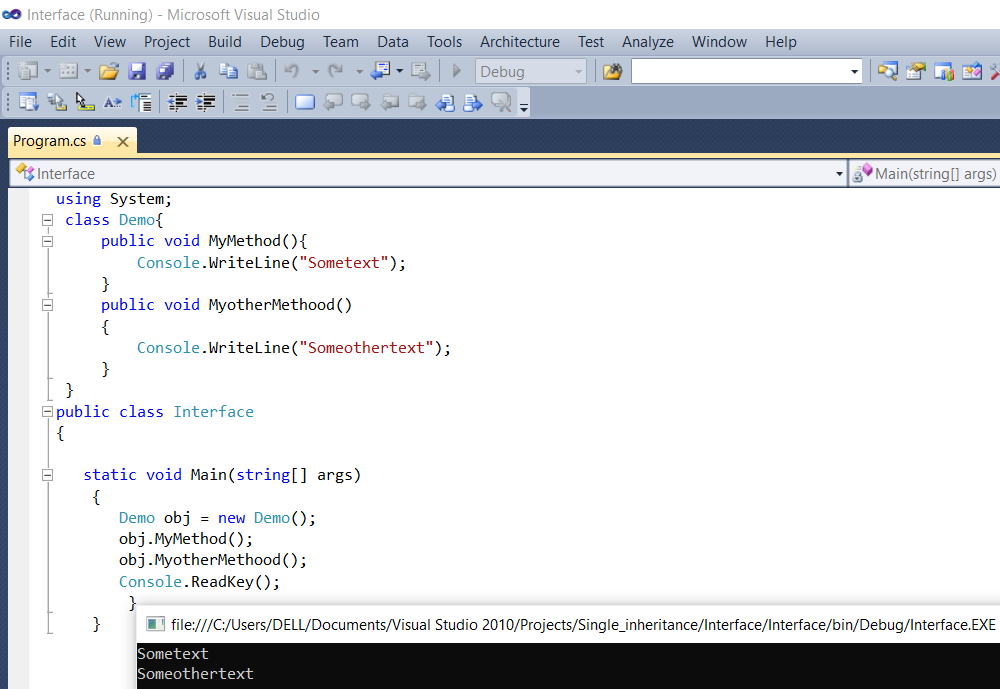 Interface (Running) - Microsoft Visual Studio
File Edit View Project Build Debug Team Data Tools Architecture Test Analyze Window Help
Debug
Program.cs
Interface Main(string[] args)
using System;
class Demo{
public void MyMethod(){
Console.WriteLine("Sometext");
}
public void MyotherMethood()
{
Console.WriteLine("Someothertext");
}
}
public class Interface
{
static void Main(string[] args)
{
Demo obj = new Demo();
obj.MyMethod();
obj.MyotherMethood();
Console.ReadKey();
}
}
file:///C:/Users/DELL/Documents/Visual Studio 2010/Projects/Single_inheritance/Interface/Interface/bin/Debug/Interface.EXE
Sometext
Someothertext